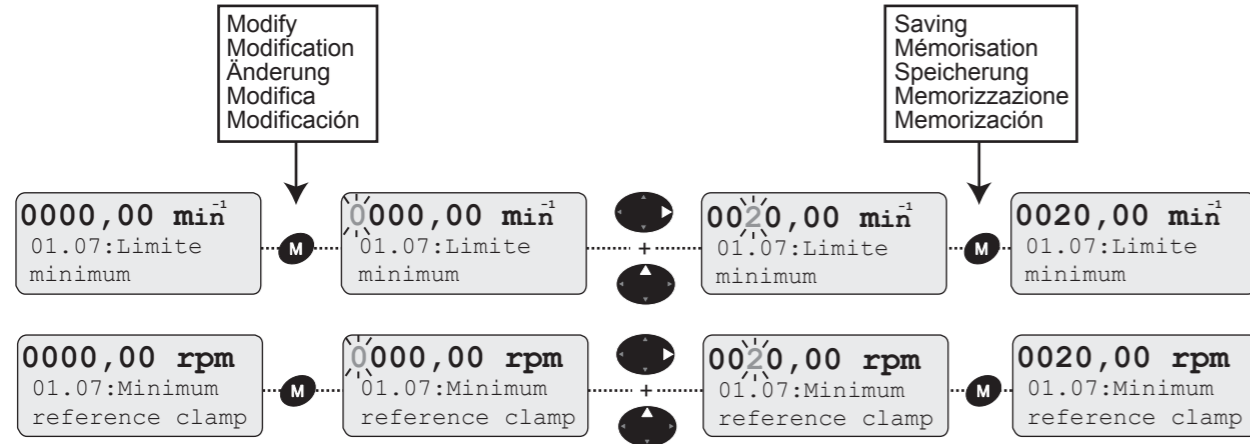 Modify
Modification
Änderung
Modifica
Modificación
Saving
Mémorisation
Speicherung
Memorizzazione
Memorización
0000,00 min⁻¹
01.07:Limite
minimum
M
0000,00 min⁻¹
01.07:Limite
minimum
+
0020,00 min⁻¹
01.07:Limite
minimum
M
0020,00 min⁻¹
01.07:Limite
minimum
0000,00 rpm
01.07:Minimum
reference clamp
M
0000,00 rpm
01.07:Minimum
reference clamp
+
0020,00 rpm
01.07:Minimum
reference clamp
M
0020,00 rpm
01.07:Minimum
reference clamp